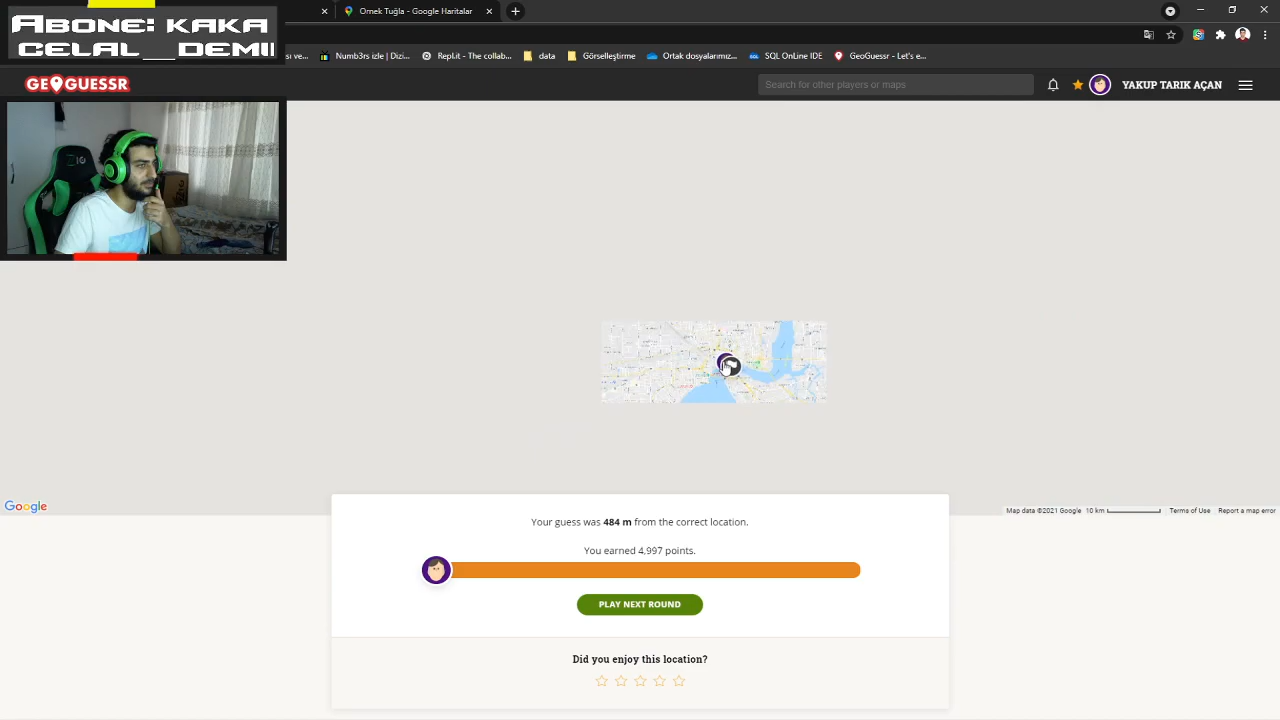 ABONE: KAKA
CELAL__DEMI
Ornek Tuğla - Google Haritalar
ısı ve...
Numb3rs izle | Dizi...
Repl.it - The collab...
data
Görselleştirme
Ortak dosyalarımız...
SQL OnLine IDE
GeoGuessr - Let's e...
GEOGUESSR
Search for other players or maps
YAKUP TARIK AÇAN
Google
Map data ©2021 Google
10 km
Terms of Use
Report a map error
Your guess was 484 m from the correct location.
You earned 4,997 points.
PLAY NEXT ROUND
Did you enjoy this location?